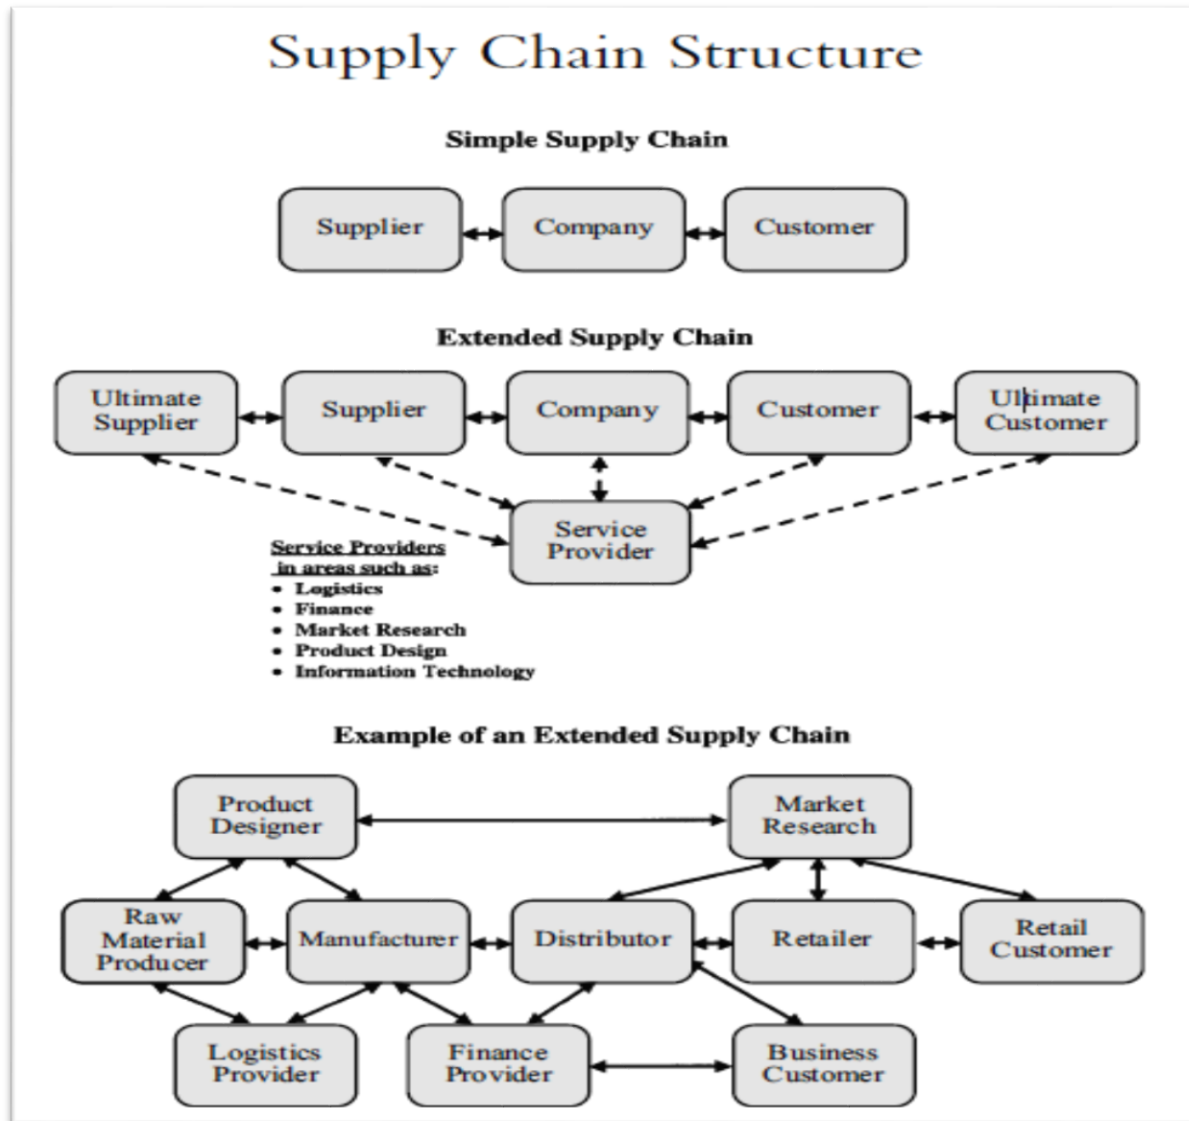 Supply Chain Structure
Simple Supply Chain
Supplier
Company
Customer
Extended Supply Chain
Ultimate
Supplier
Supplier
Company
Customer
Ultimate
Customer
Service
Provider
Service Providers
in areas such as:
• Logistics
• Finance
• Market Research
• Product Design
• Information Technology
Example of an Extended Supply Chain
Product
Designer
Market
Research
Raw
Material
Producer
Manufacturer
Distributor
Retailer
Retail
Customer
Logistics
Provider
Finance
Provider
Business
Customer